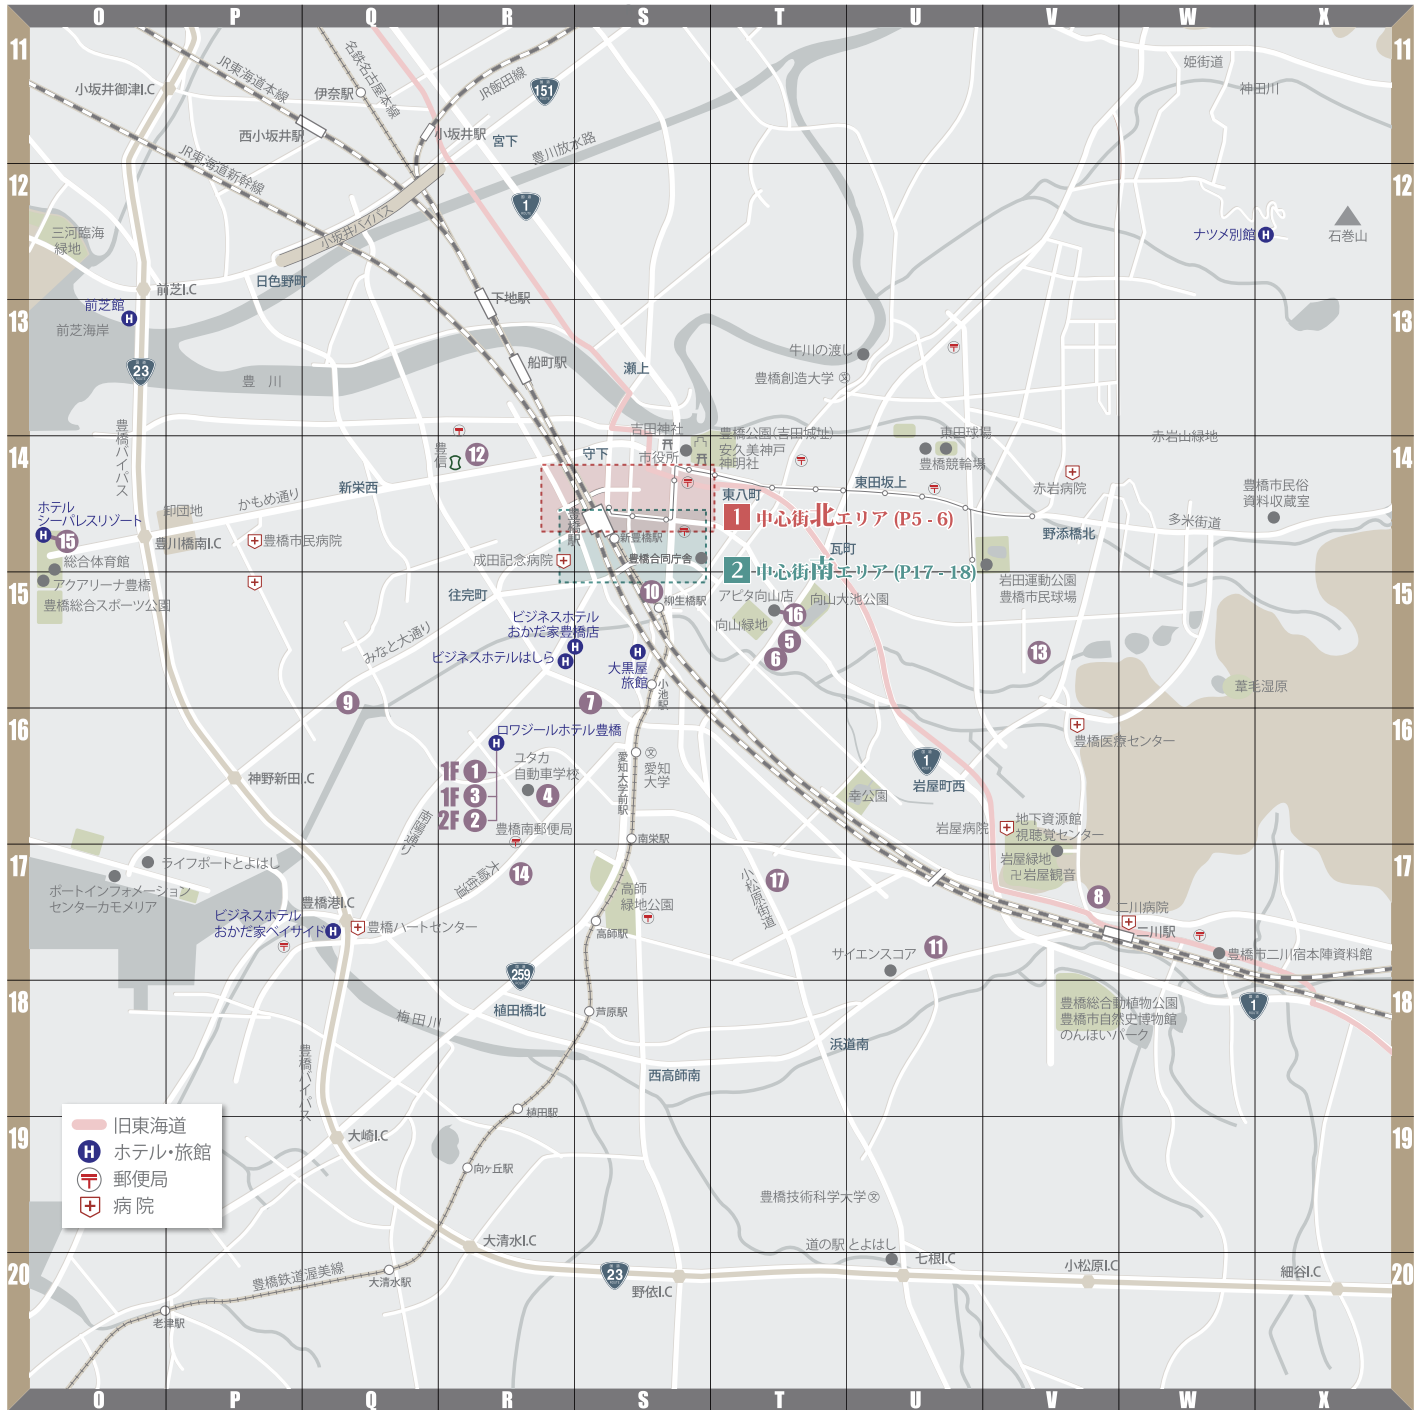 O P Q R S T U V W X
11
11
姫街道
小坂井御津I.C
JR東海道本線
伊奈駅
名鉄名古屋本線
JR飯田線
151
神田川
西小坂井駅
小坂井駅
宮下
豊川放水路
JR東海道新幹線
12
12
1
三河臨海
緑地
小坂井バイパス
ナツメ別館
H
石巻山
日色野町
前芝I.C
下地駅
前芝館
H
13
13
前芝海岸
23
豊 川
船町駅
瀬上
牛川の渡し
豊橋創造大学
文
豊橋バイパス
14
14
豊信
12
守下
吉田神社
市役所
豊橋公園(吉田城址)
安久美神戸
神明社
東田球場
豊橋競輪場
赤岩山緑地
赤岩病院
豊橋市民俗
資料収蔵室
新栄西
かもめ通り
卸団地
東八町
東田坂上
ホテル
シーパレスリゾート
H
15
豊川橋南I.C
豊橋市民病院
豊橋駅
1
中心街北エリア (P5 - 6)
野添橋北
多米街道
新豊橋駅
瓦町
総合体育館
成田記念病院
豊橋合同庁舎
2
中心街南エリア (P17 - 18)
15
15
アクアリーナ豊橋
豊橋総合スポーツ公園
往完町
10
柳生橋駅
アピタ向山店
16
向山大池公園
岩田運動公園
豊橋市民球場
みなと大通り
ビジネスホテル
おかだ家豊橋店
H
向山緑地
5
6
ビジネスホテルはしら
H
H
大黒屋
旅館
小池駅
13
葦毛湿原
9
7
16
16
ロワジールホテル豊橋
H
豊橋医療センター
神野新田I.C
1F
1
1F
3
2F
2
ユタカ
自動車学校
4
愛知大学前駅
文
愛知
大学
1
岩屋町西
幸公園
豊橋南郵便局
南栄駅
岩屋病院
地下資源館
視聴覚センター
17
17
ライフポートとよはし
大崎街道
14
小松原街道
17
岩屋緑地
卍岩屋観音
8
ポートインフォメーション
センターカモメリア
豊橋港I.C
高師
緑地公園
二川病院
ビジネスホテル
おかだ家ベイサイド
H
豊橋ハートセンター
高師駅
二川駅
サイエンスコア
11
豊橋市二川宿本陣資料館
259
18
18
梅田川
植田橋北
芦原駅
豊橋総合動植物公園
豊橋市自然史博物館
のんほいパーク
1
浜道南
豊橋バイパス
西高師南
植田駅
19
19
旧東海道
H
ホテル・旅館
郵便局
病 院
大崎I.C
向ヶ丘駅
豊橋技術科学大学
文
大清水I.C
道の駅 とよはし
七根I.C
小松原I.C
細谷I.C
20
20
豊橋鉄道渥美線
大清水駅
23
野依I.C
老津駅
O P Q R S T U V W X